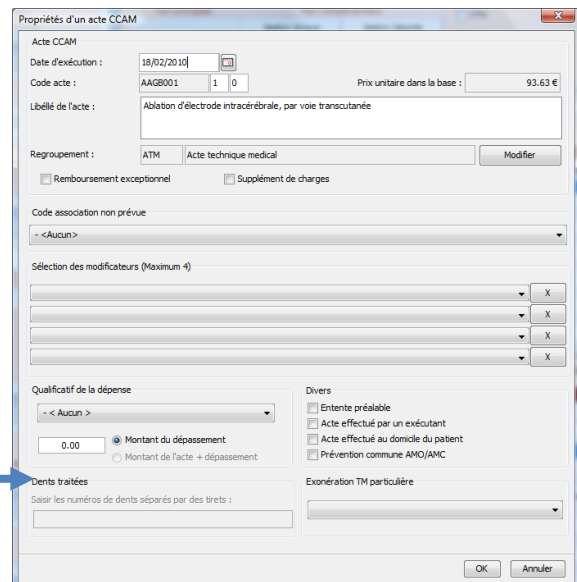 Propriétés d'un acte CCAM
Acte CCAM
Date d'exécution : 18/02/2010
Code acte : AAGB001 1 0 Prix unitaire dans la base : 93.63 €
Libéllé de l'acte : Ablation d'électrode intracérébrale, par voie transcutanée
Regroupement : ATM Acte technique medical Modifier
Remboursement exceptionnel Supplément de charges
Code association non prévue
- <Aucun>
Sélection des modificateurs (Maximum 4)
X
X
X
X
Qualificatif de la dépense
- < Aucun >
0.00 Montant du dépassement
Montant de l'acte + dépassement
Divers
Entente préalable
Acte effectué par un exécutant
Acte effectué au domicile du patient
Prévention commune AMO/AMC
Dents traitées
Saisir les numéros de dents séparés par des tirets :
Exonération TM particulière
OK Annuler